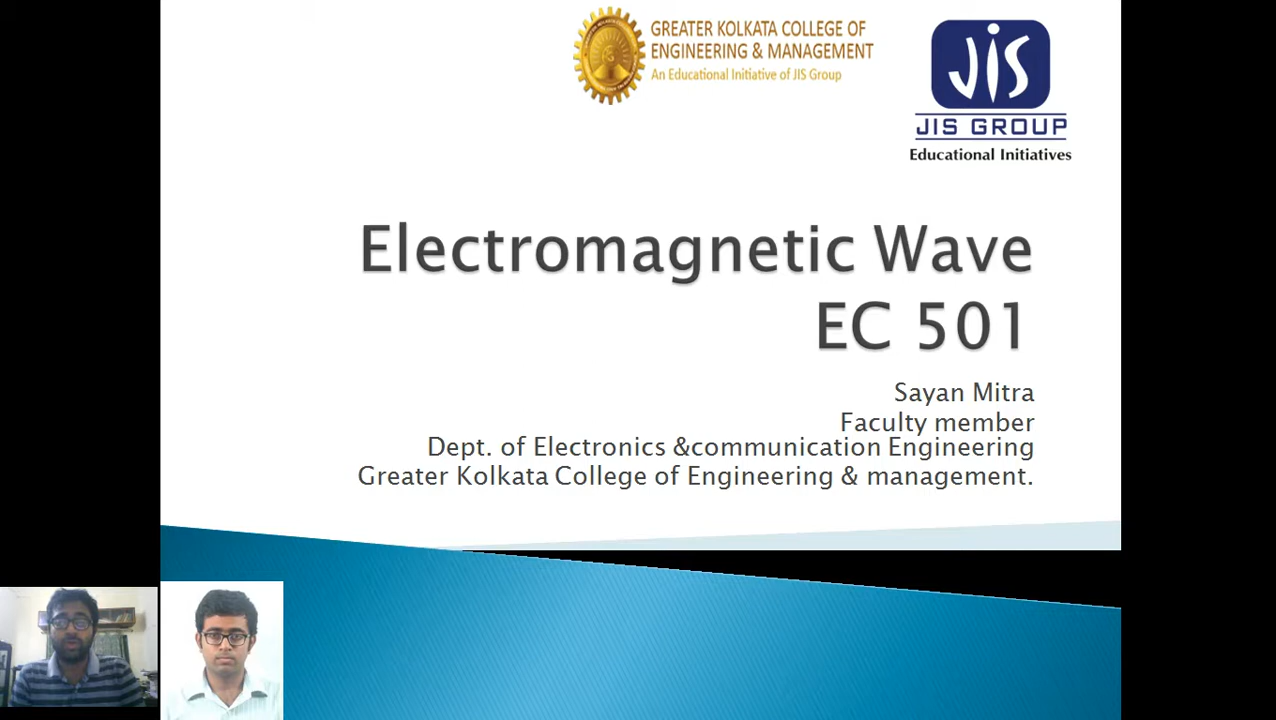 GREATER KOLKATA COLLEGE OF
ENGINEERING & MANAGEMENT
An Educational Initiative of JIS Group
JIS
JIS GROUP
Educational Initiatives
Electromagnetic Wave
EC 501
Sayan Mitra
Faculty member
Dept. of Electronics &communication Engineering
Greater Kolkata College of Engineering & management.